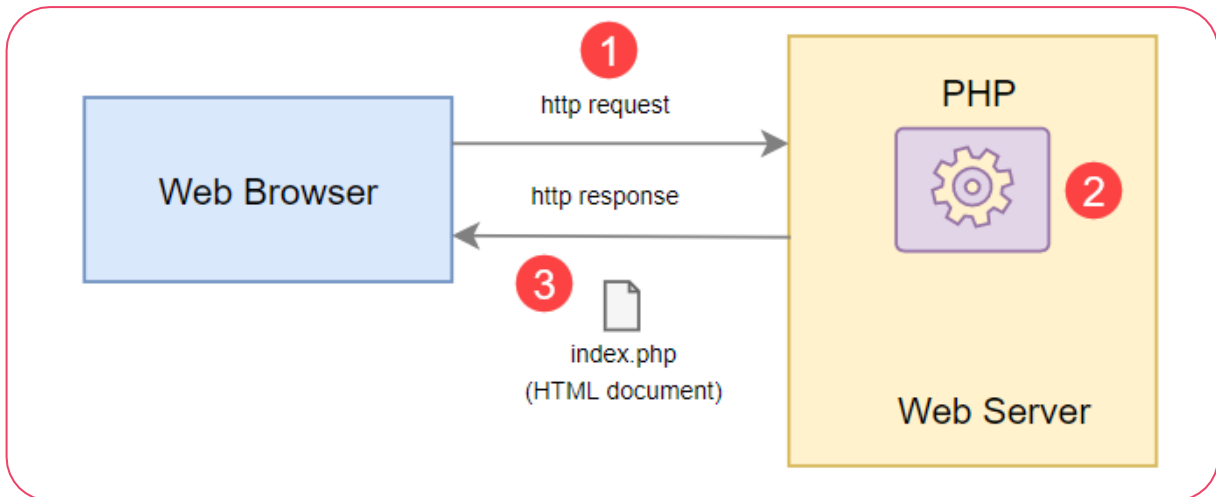 1
http request
PHP
Web Browser
http response
2
3
index.php
(HTML document)
Web Server